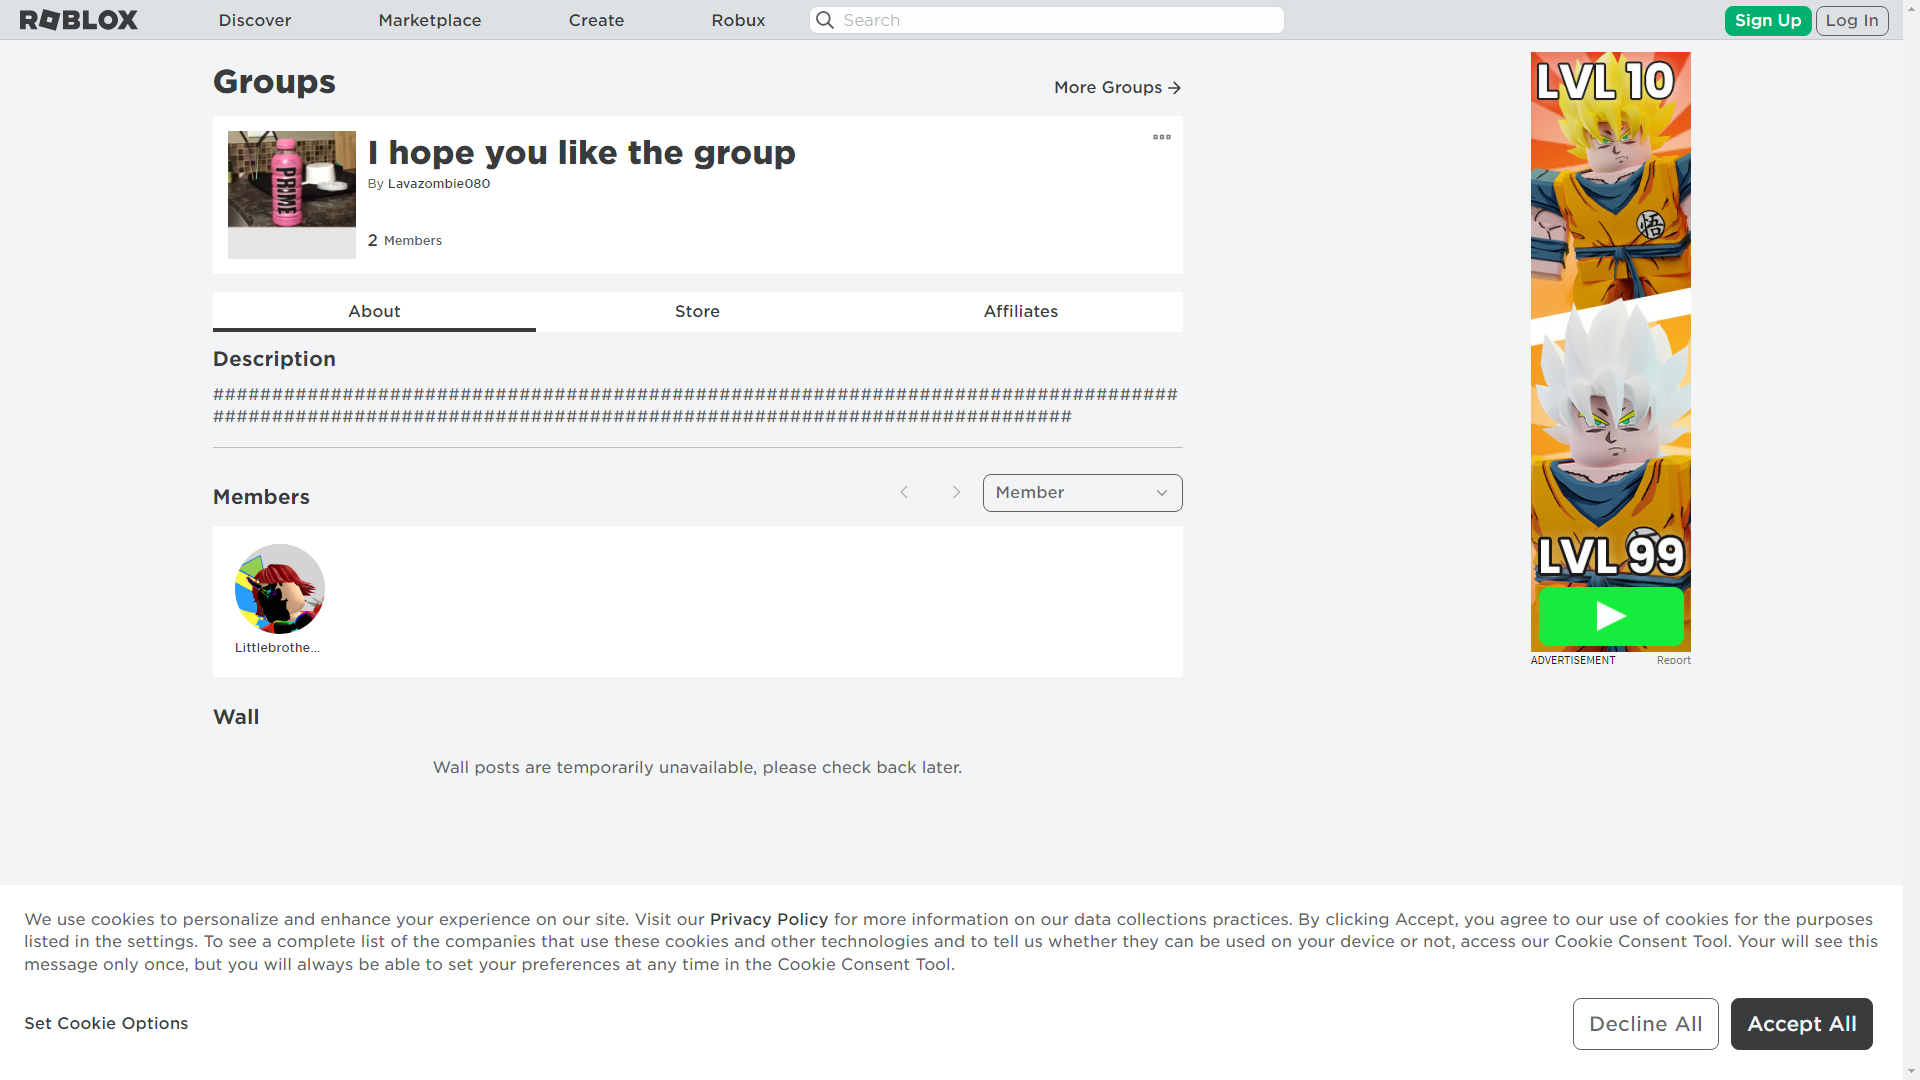 ROBLOX
Discover
Marketplace
Create
Robux
Search
Sign Up
Log In
Groups
More Groups
I hope you like the group
By Lavazombie080
PRIME
2 Members
About
Store
Affiliates
Description
##################################################################################
#########################################################################
Members
Member
Littlebrothe...
Wall
Wall posts are temporarily unavailable, please check back later.
LVL 10
悟
LVL 99
ADVERTISEMENT
Report
We use cookies to personalize and enhance your experience on our site. Visit our Privacy Policy for more information on our data collections practices. By clicking Accept, you agree to our use of cookies for the purposes
listed in the settings. To see a complete list of the companies that use these cookies and other technologies and to tell us whether they can be used on your device or not, access our Cookie Consent Tool. Your will see this
message only once, but you will always be able to set your preferences at any time in the Cookie Consent Tool.
Set Cookie Options
Decline All
Accept All